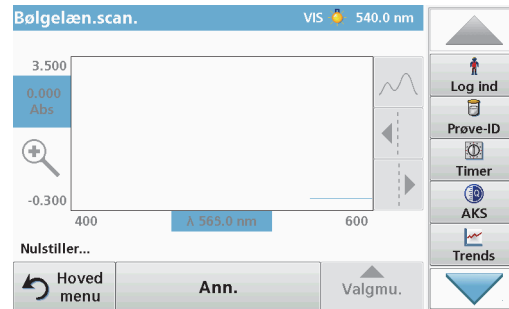 Bølgelæn.scan.
VIS 540.0 nm
3.500
0.000
Abs
-0.300
400
λ 565.0 nm
600
Nulstiller...
Hoved
menu
Ann.
Valgmu.
Log ind
Prøve-ID
Timer
AKS
Trends